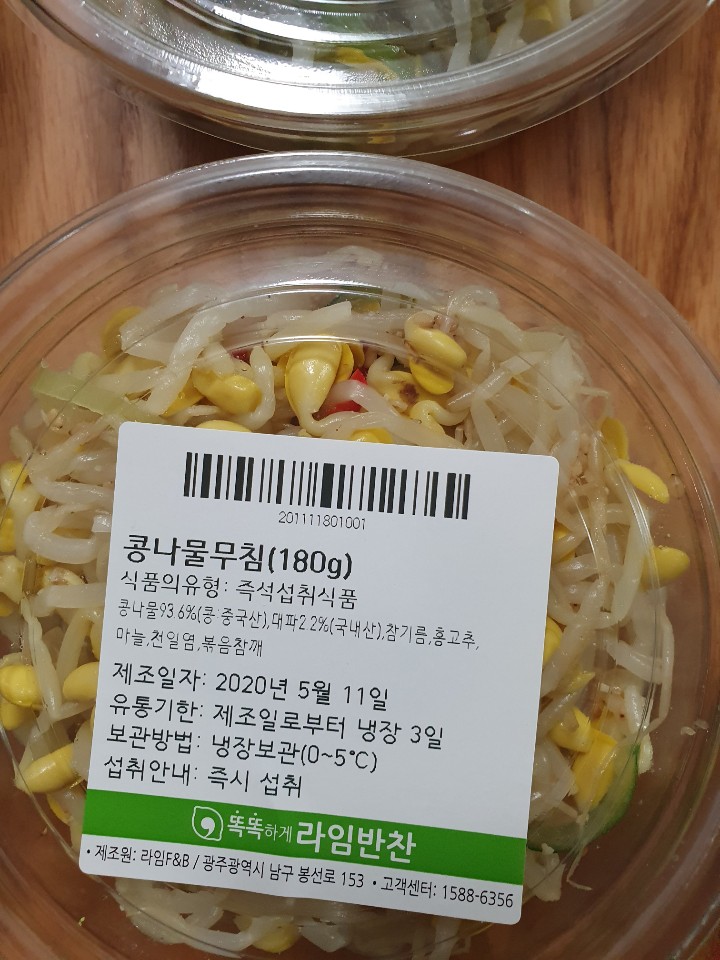 201111801001
콩나물무침(180g)
식품의유형: 즉석섭취식품
콩나물93.6%(콩:중국산),대파2.2%(국내산),참기름,홍고추,
마늘,천일염,볶음참깨
제조일자: 2020년 5월 11일
유통기한: 제조일로부터 냉장 3일
보관방법: 냉장보관(0~5℃)
섭취안내: 즉시 섭취
똑똑하게 라임반찬
• 제조원: 라임F&B / 광주광역시 남구 봉선로 153 • 고객센터: 1588-6356